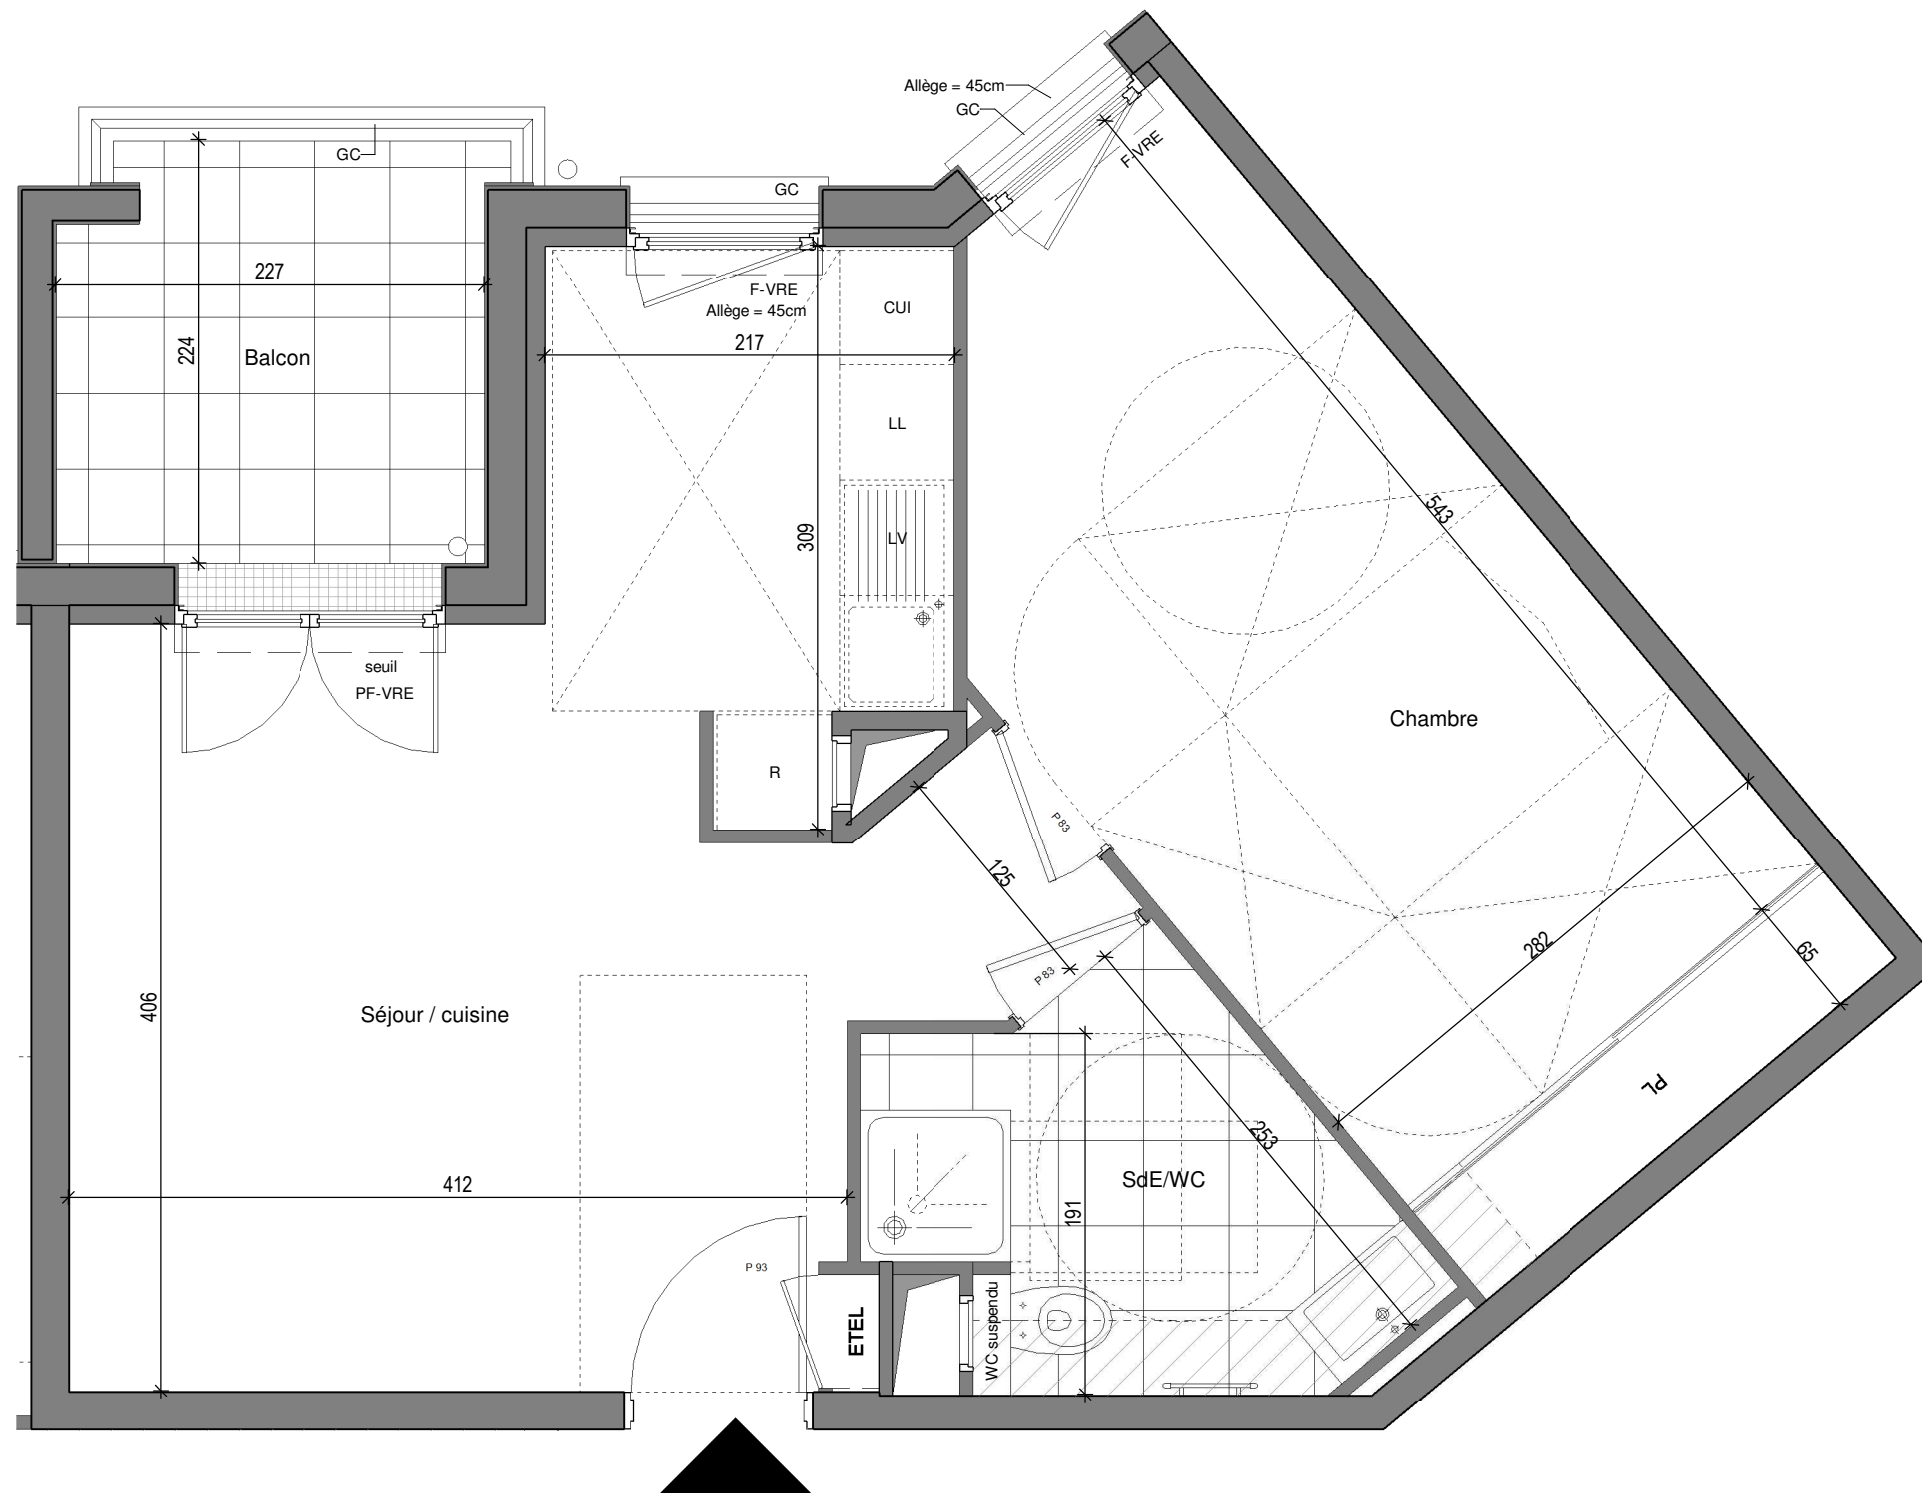 Allège = 45cm
GC
F-VRE
GC
GC
227
224
Balcon
F-VRE
Allège = 45cm
217
CUI
LL
LV
309
543
seuil
PF-VRE
R
Chambre
P 83
125
P 83
282
65
406
Séjour / cuisine
PL
253
SdE/WC
191
412
P 93
ETEL
WC suspendu